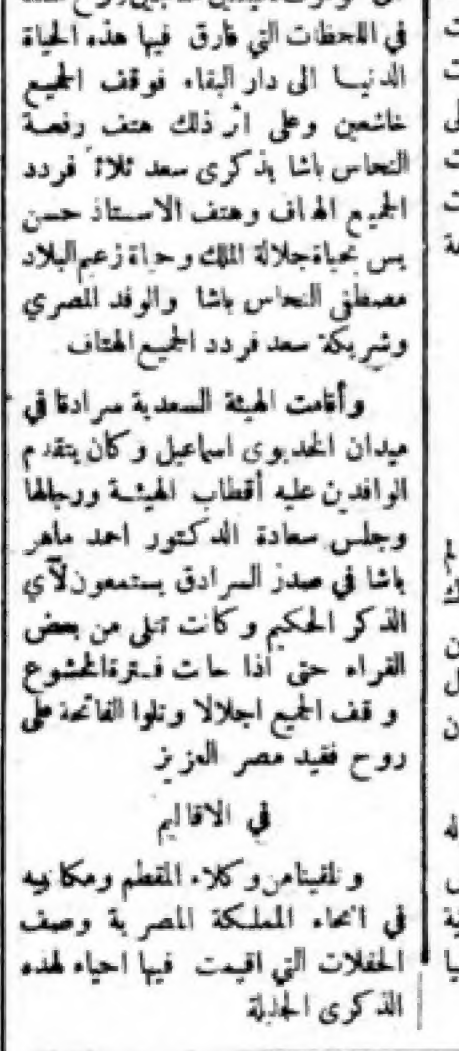 في اللحظات التي فارق فيها هذه الحياة
الدنيا الى دار البقاء فوقف الجميع
خاشعين وعلى اثر ذلك هتف رفعة
النحاس باشا بذكرى سعد ثلاثا فردد
الجميع الهتاف وهتف الاستاذ حسن
يس بحياة جلالة الملك وحياة زعيم البلاد
مصطفى النحاس باشا والوفد المصري
وشريكة سعد فردد الجميع الهتاف
وأقامت الهيئة السعدية سرادقا في
ميدان الخديوى اسماعيل وكان يتقدم
الوافدين عليه أقطاب الهيئة ورجالها
وجلس سعادة الدكتور احمد ماهر
باشا في صدر السرادق يستمعون لآي
الذكر الحكيم وكانت تتلى من بعض
القراء حتى اذا حانت فترة الخشوع
وقف الجميع اجلالا وتلوا الفاتحة على
روح فقيد مصر العزيز
في الاقاليم
وتلقينا من وكلاء المقطم ومكاتبيه
في انحاء المملكة المصرية وصف
الحفلات التي اقيمت فيها احياء لهذه
الذكرى الجليلة